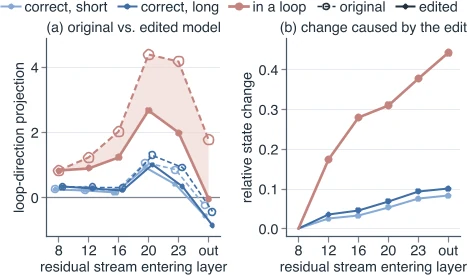 correct, short correct, long in a loop original edited
(a) original vs. edited model
(b) change caused by the edit
loop-direction projection
4
2
0
8 12 16 20 23 out
residual stream entering layer
relative state change
0.4
0.3
0.2
0.1
0.0
8 12 16 20 23 out
residual stream entering layer